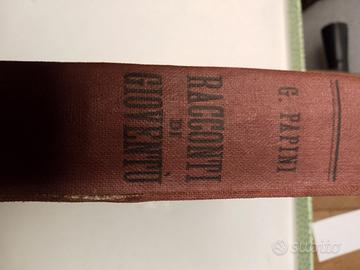 G. PAPINI
RACCONTI
DI
GIOVENTÙ
subito